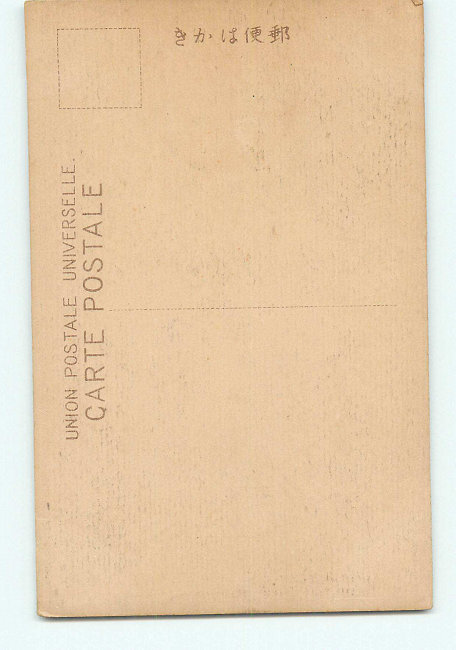 郵便はかき
UNION POSTALE UNIVERSELLE.
CARTE POSTALE